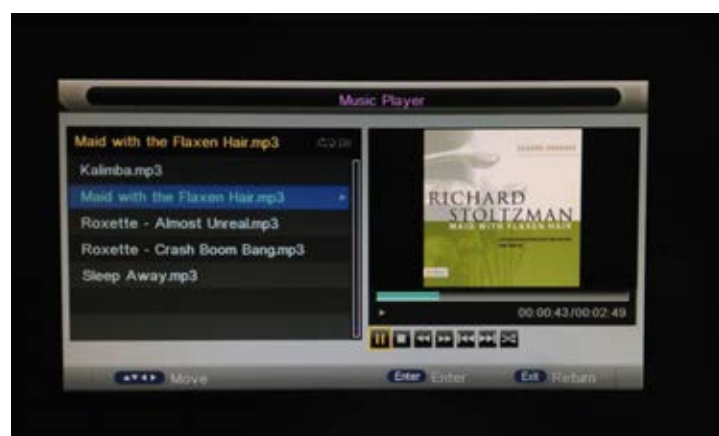 Music Player
Maid with the Flaxen Hair.mp3
Kalimba.mp3
Maid with the Flaxen Hair.mp3
Roxette - Almost Unreal.mp3
Roxette - Crash Boom Bang.mp3
Sleep Away.mp3
RICHARD
STOLTZMAN
MAID WITH FLAXEN HAIR
00:00:43/00:02:49
Move
Enter Enter
Exit Return